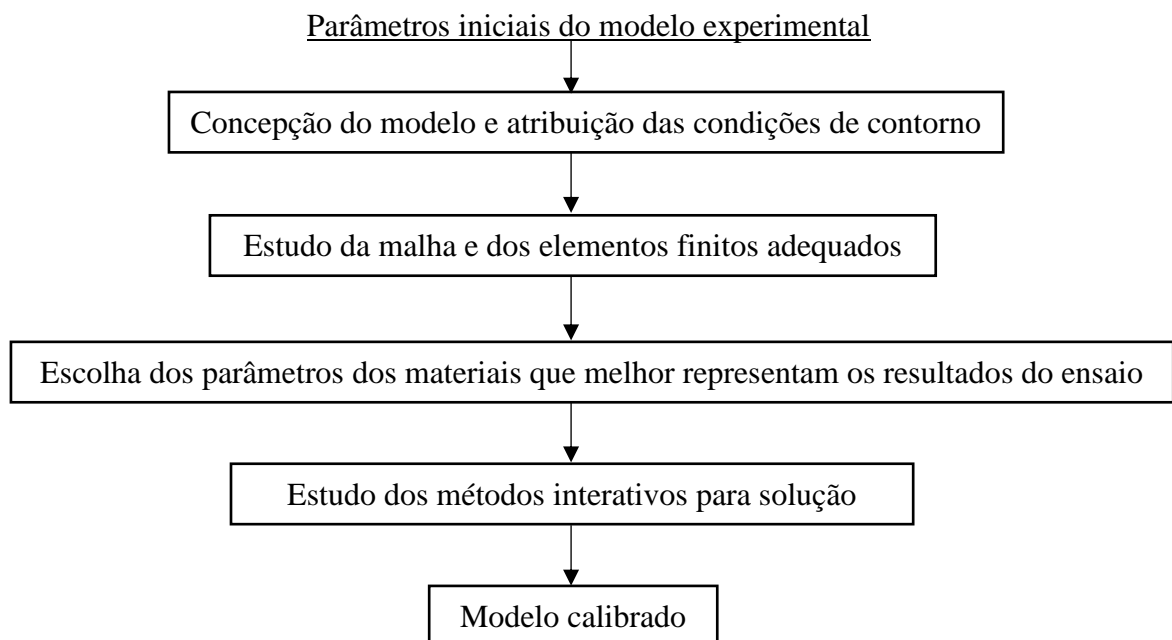 Parâmetros iniciais do modelo experimental
Concepção do modelo e atribuição das condições de contorno
Estudo da malha e dos elementos finitos adequados
Escolha dos parâmetros dos materiais que melhor representam os resultados do ensaio
Estudo dos métodos interativos para solução
Modelo calibrado